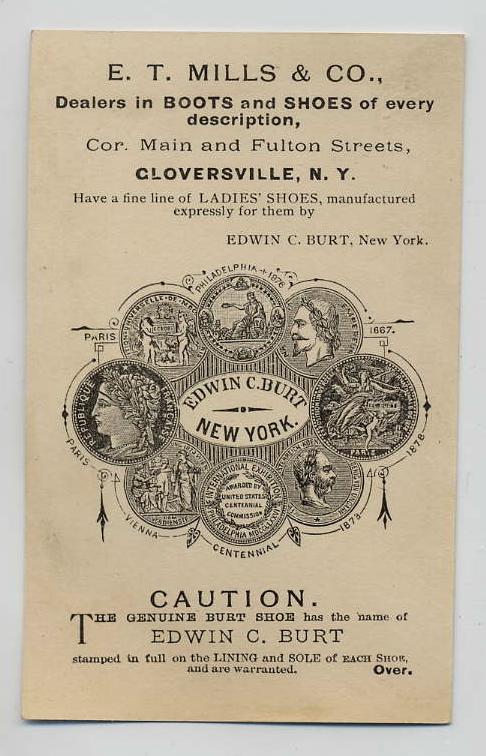 E. T. MILLS & CO.,
Dealers in BOOTS and SHOES of every
description,
Cor. Main and Fulton Streets,
GLOVERSVILLE, N. Y.
Have a fine line of LADIES' SHOES, manufactured
expressly for them by
EDWIN C. BURT, New York.
PHILADELPHIA + 1876
PARIS
1667.
EDWIN C. BURT
NEW YORK.
REPUBLIQUE
PARIS
PARIS
1878
INTERNATIONAL EXHIBITION
AWARDED BY
UNITED STATES
CENTENNIAL
COMMISSION
VIENNA
CENTENNIAL
1873
CAUTION.
THE GENUINE BURT SHOE has the name of
EDWIN C. BURT
stamped in full on the LINING and SOLE of EACH SHOE,
and are warranted.
Over.